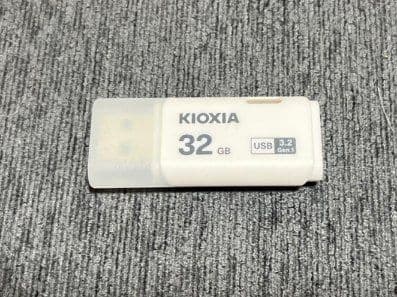 KIOXIA
32 GB
USB 3.2
Gen 1